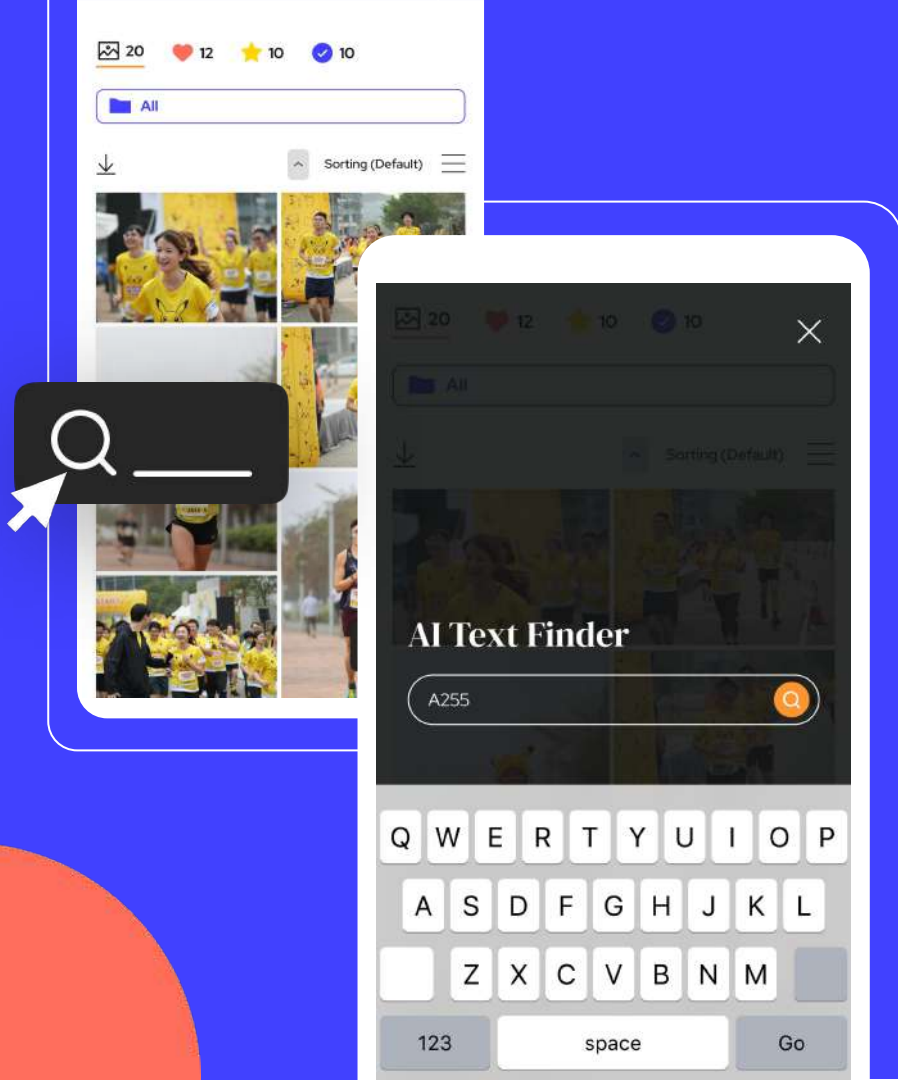 20 12 10 10
All
Sorting (Default)
20 12 10 10
All
Sorting (Default)
AI Text Finder
A255
Q W E R T Y U I O P
A S D F G H J K L
Z X C V B N M
123 space Go